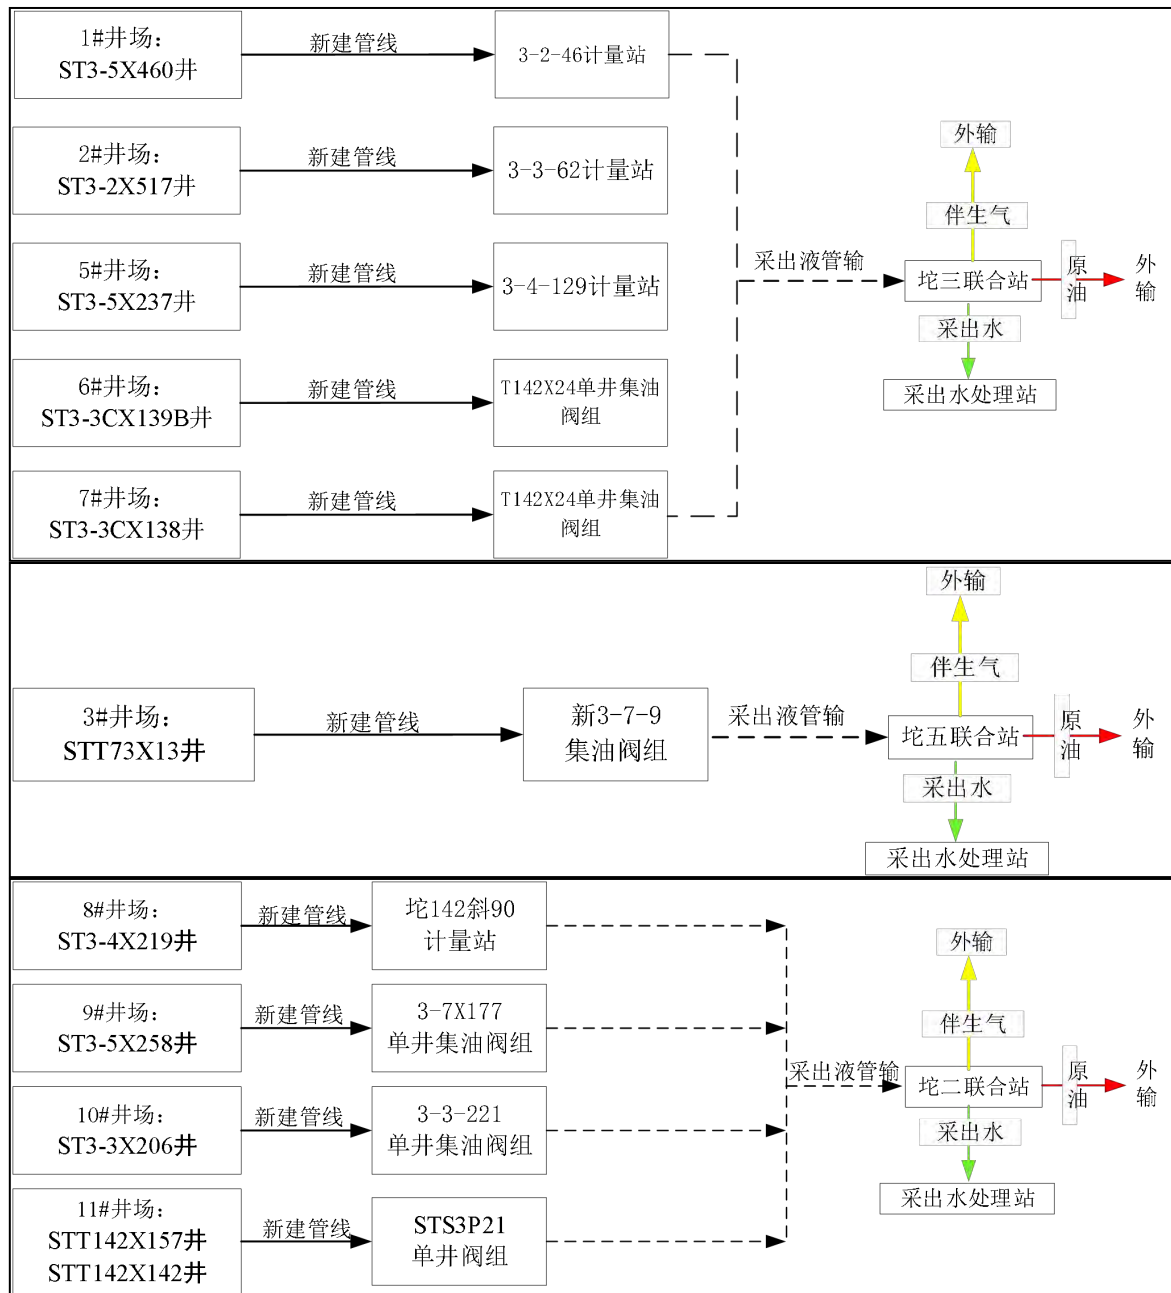 1#井场：
ST3-5X460井
新建管线
3-2-46计量站
2#井场：
ST3-2X517井
新建管线
3-3-62计量站
5#井场：
ST3-5X237井
新建管线
3-4-129计量站
6#井场：
ST3-3CX139B井
新建管线
T142X24单井集油
阀组
7#井场：
ST3-3CX138井
新建管线
T142X24单井集油
阀组
采出液管输
外输
伴生气
坨三联合站
原
油
外
输
采出水
采出水处理站
3#井场：
STT73X13井
新建管线
新3-7-9
集油阀组
采出液管输
外输
伴生气
坨五联合站
原
油
外
输
采出水
采出水处理站
8#井场：
ST3-4X219井
新建管线
坨142斜90
计量站
9#井场：
ST3-5X258井
新建管线
3-7X177
单井集油阀组
10#井场：
ST3-3X206井
新建管线
3-3-221
单井集油阀组
11#井场：
STT142X157井
STT142X142井
新建管线
STS3P21
单井阀组
采出液管输
外输
伴生气
坨二联合站
原
油
外
输
采出水
采出水处理站